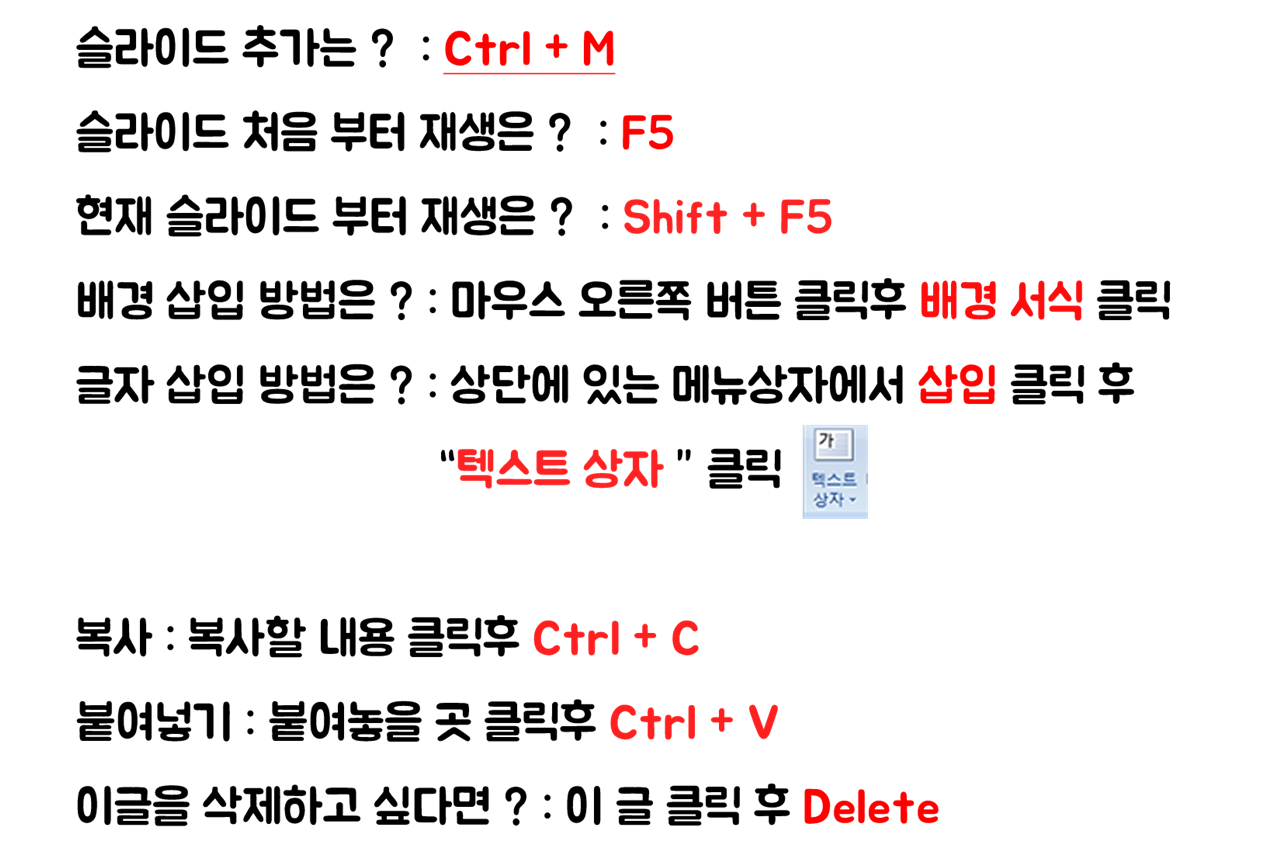 슬라이드 추가는 ? : Ctrl + M
슬라이드 처음 부터 재생은 ? : F5
현재 슬라이드 부터 재생은 ? : Shift + F5
배경 삽입 방법은 ? : 마우스 오른쪽 버튼 클릭후 배경 서식 클릭
글자 삽입 방법은 ? : 상단에 있는 메뉴상자에서 삽입 클릭 후
“텍스트 상자 ” 클릭
가
텍스트
상자
복사 : 복사할 내용 클릭후 Ctrl + C
붙여넣기 : 붙여놓을 곳 클릭후 Ctrl + V
이글을 삭제하고 싶다면 ? : 이 글 클릭 후 Delete